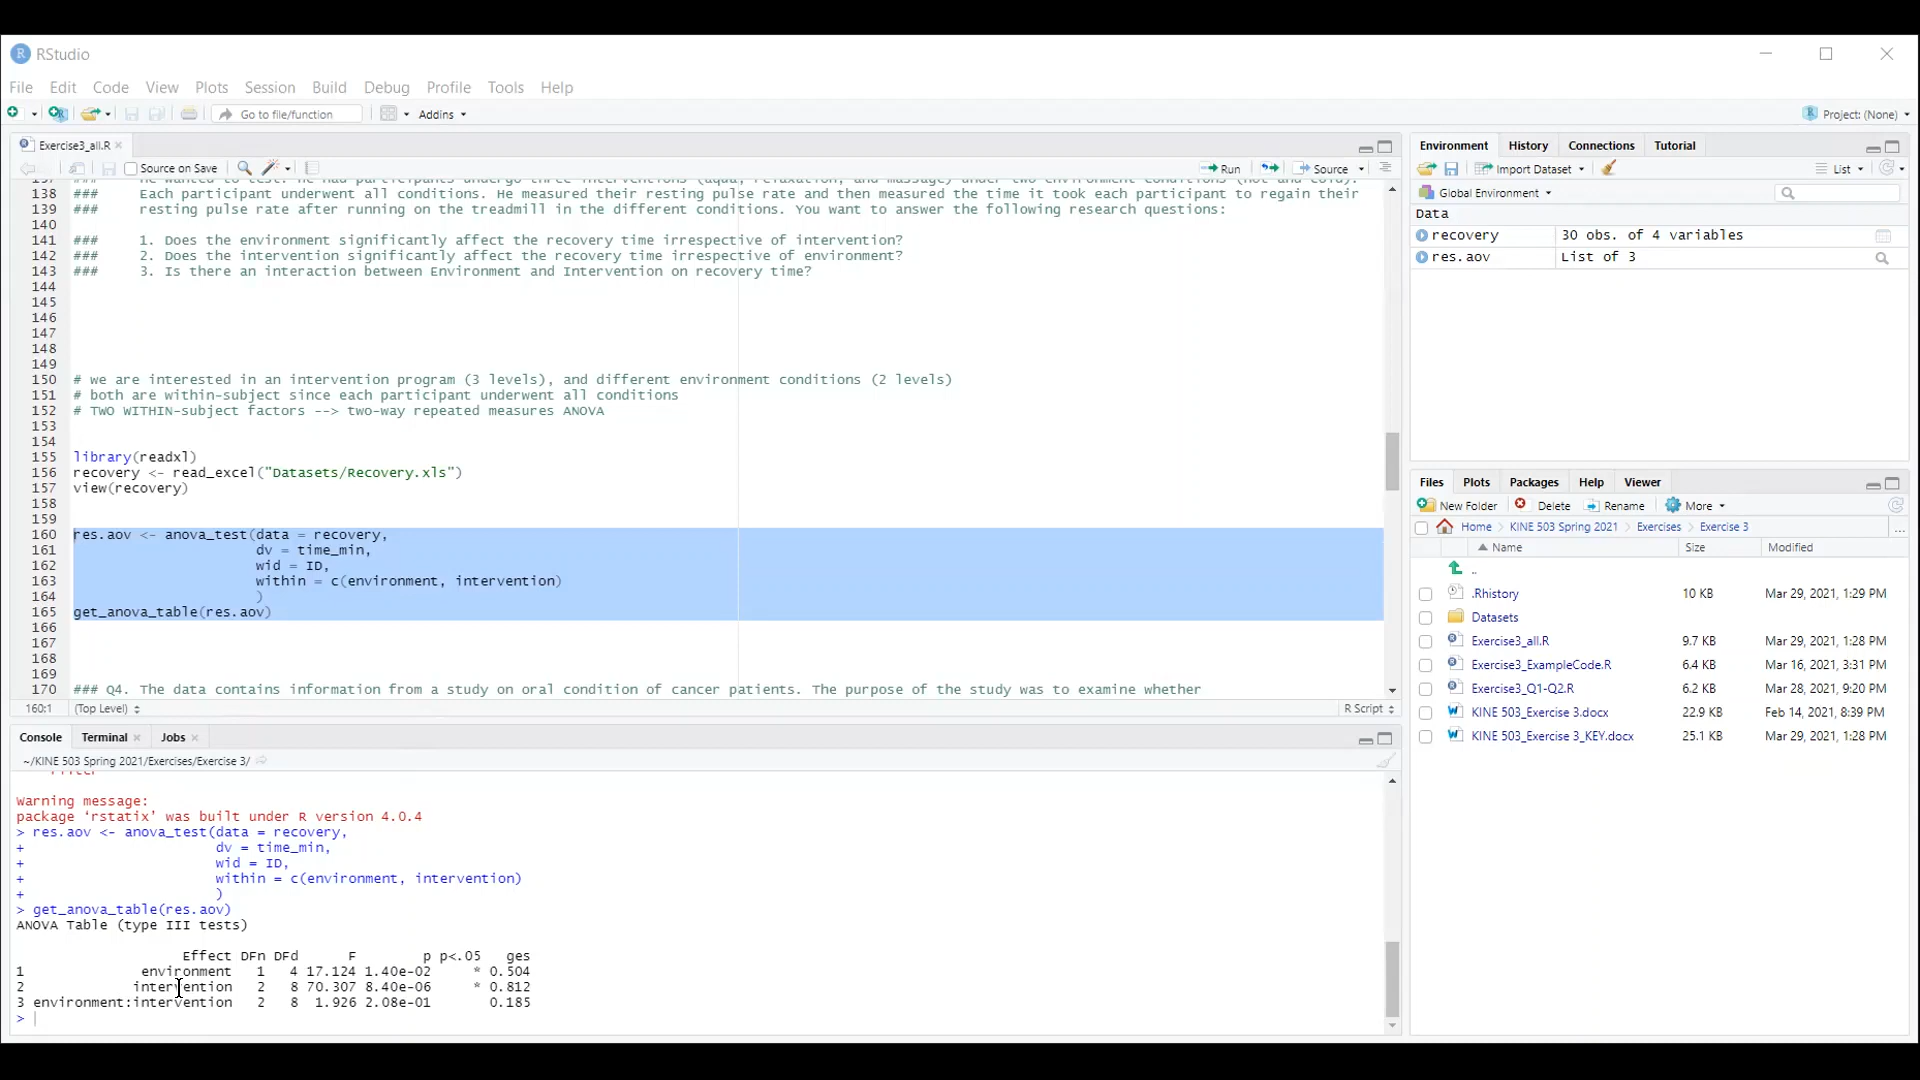 RStudio
File Edit Code View Plots Session Build Debug Profile Tools Help
Go to file/function Addins Project: (None)
Exercise3_all.R
Source on Save Run Source
138 ### Each participant underwent all conditions. He measured their resting pulse rate and then measured the time it took each participant to regain their
139 ### resting pulse rate after running on the treadmill in the different conditions. You want to answer the following research questions:
140
141 ### 1. Does the environment significantly affect the recovery time irrespective of intervention?
142 ### 2. Does the intervention significantly affect the recovery time irrespective of environment?
143 ### 3. Is there an interaction between Environment and Intervention on recovery time?
144
145
146
147
148
149
150 # we are interested in an intervention program (3 levels), and different environment conditions (2 levels)
151 # both are within-subject since each participant underwent all conditions
152 # TWO WITHIN-subject factors --> two-way repeated measures ANOVA
153
154
155 library(readxl)
156 recovery <- read_excel("Datasets/Recovery.xls")
157 view(recovery)
158
159
160 res.aov <- anova_test(data = recovery,
161 dv = time_min,
162 wid = ID,
163 within = c(environment, intervention)
164 )
165 get_anova_table(res.aov)
166
167
168
169
170 ### Q4. The data contains information from a study on oral condition of cancer patients. The purpose of the study was to examine whether
160:1 (Top Level) R Script
Console Terminal Jobs
~/KINE 503 Spring 2021/Exercises/Exercise 3/
Warning message:
package ‘rstatix’ was built under R version 4.0.4
> res.aov <- anova_test(data = recovery,
+ dv = time_min,
+ wid = ID,
+ within = c(environment, intervention)
+ )
> get_anova_table(res.aov)
ANOVA Table (type III tests)
Effect DFn DFd F p p<.05 ges
1 environment 1 4 17.124 1.40e-02 * 0.504
2 intervention 2 8 70.307 8.40e-06 * 0.812
3 environment:intervention 2 8 1.926 2.08e-01 0.185
>
Environment History Connections Tutorial
Import Dataset List
Global Environment
Data
recovery 30 obs. of 4 variables
res.aov List of 3
Files Plots Packages Help Viewer
New Folder Delete Rename More
Home KINE 503 Spring 2021 Exercises Exercise 3 ...
Name Size Modified
..
.Rhistory 10 KB Mar 29, 2021, 1:29 PM
Datasets
Exercise3_all.R 9.7 KB Mar 29, 2021, 1:28 PM
Exercise3_ExampleCode.R 6.4 KB Mar 16, 2021, 3:31 PM
Exercise3_Q1-Q2.R 6.2 KB Mar 28, 2021, 9:20 PM
KINE 503_Exercise 3.docx 22.9 KB Feb 14, 2021, 8:39 PM
KINE 503_Exercise 3_KEY.docx 25.1 KB Mar 29, 2021, 1:28 PM